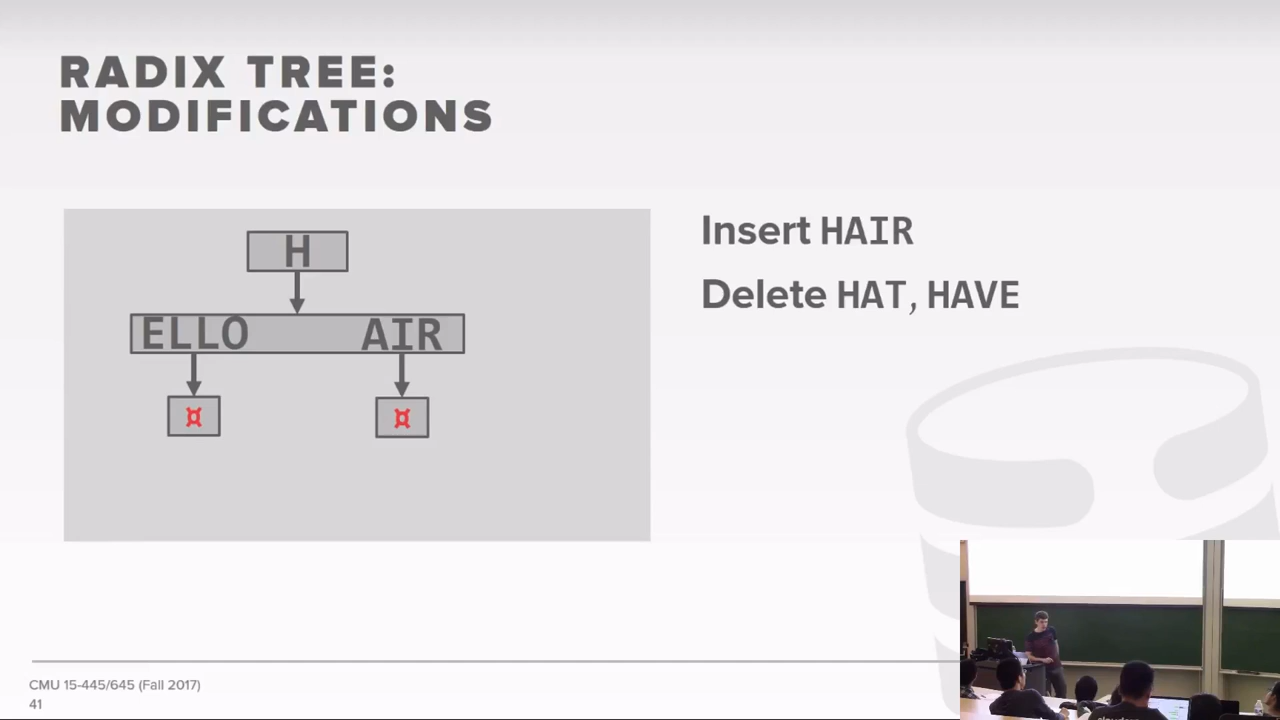 RADIX TREE:
MODIFICATIONS
H
ELLO AIR
¤ ¤
Insert HAIR
Delete HAT, HAVE
CMU 15-445/645 (Fall 2017)
41